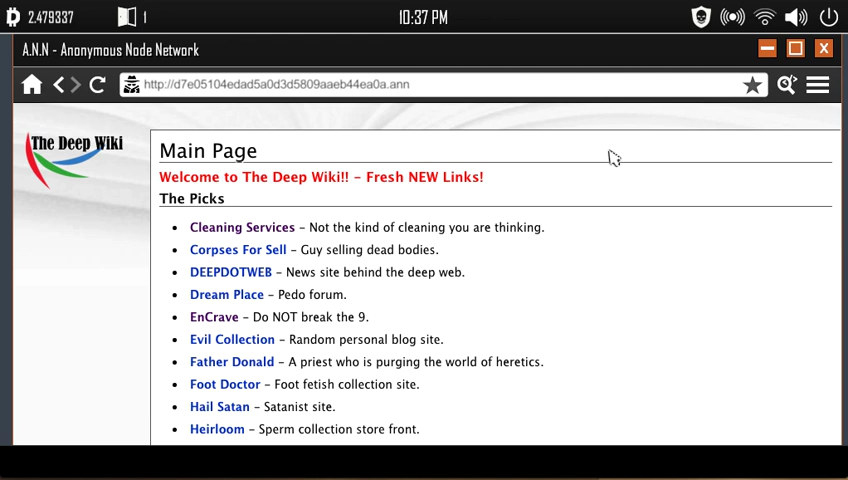 2.479337 1 10:37 PM
A.N.N - Anonymous Node Network
http://d7e05104edad5a0d3d5809aaeb44ea0a.ann
The Deep Wiki
Main Page
Welcome to The Deep Wiki!! - Fresh NEW Links!
The Picks
Cleaning Services - Not the kind of cleaning you are thinking.
Corpses For Sell - Guy selling dead bodies.
DEEPDOTWEB - News site behind the deep web.
Dream Place - Pedo forum.
EnCrave - Do NOT break the 9.
Evil Collection - Random personal blog site.
Father Donald - A priest who is purging the world of heretics.
Foot Doctor - Foot fetish collection site.
Hail Satan - Satanist site.
Heirloom - Sperm collection store front.